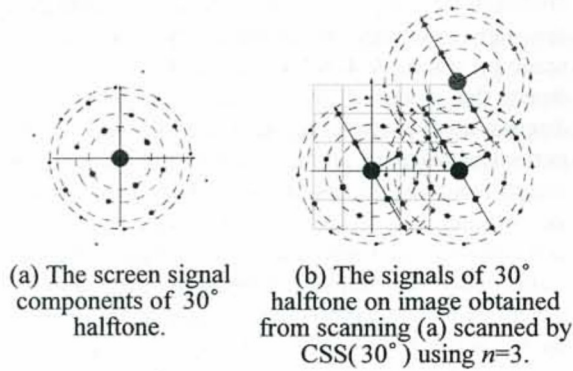 (a) The screen signal
components of 30°
halftone.
(b) The signals of 30°
halftone on image obtained
from scanning (a) scanned by
CSS(30°) using n=3.